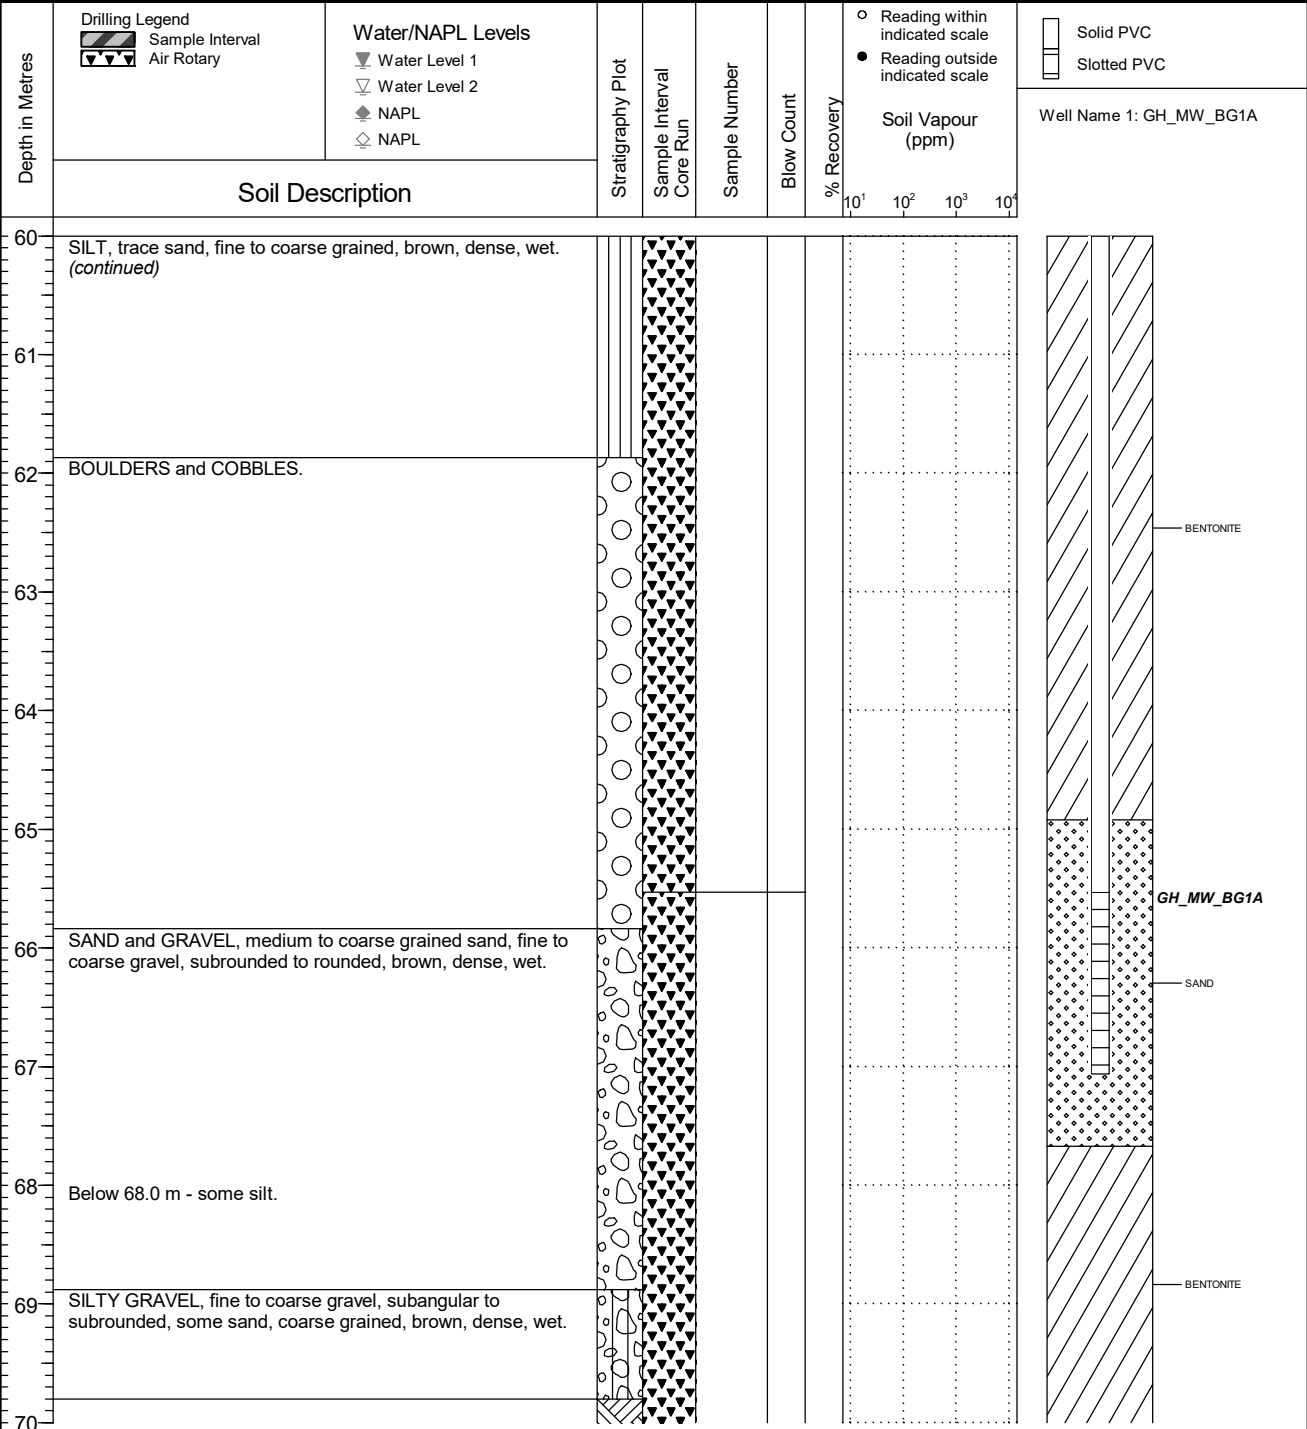 Depth in Metres
Drilling Legend
Sample Interval
Air Rotary
Water/NAPL Levels
Water Level 1
Water Level 2
NAPL
NAPL
Soil Description
Stratigraphy Plot
Sample Interval
Core Run
Sample Number
Blow Count
% Recovery
Reading within
indicated scale
Reading outside
indicated scale
Soil Vapour
(ppm)
10¹ 10² 10³ 10⁴
Solid PVC
Slotted PVC
Well Name 1: GH_MW_BG1A
60
SILT, trace sand, fine to coarse grained, brown, dense, wet.
(continued)
61
62
BOULDERS and COBBLES.
BENTONITE
63
64
65
GH_MW_BG1A
66
SAND and GRAVEL, medium to coarse grained sand, fine to
coarse gravel, subrounded to rounded, brown, dense, wet.
SAND
67
68
Below 68.0 m - some silt.
BENTONITE
69
SILTY GRAVEL, fine to coarse gravel, subangular to
subrounded, some sand, coarse grained, brown, dense, wet.
70